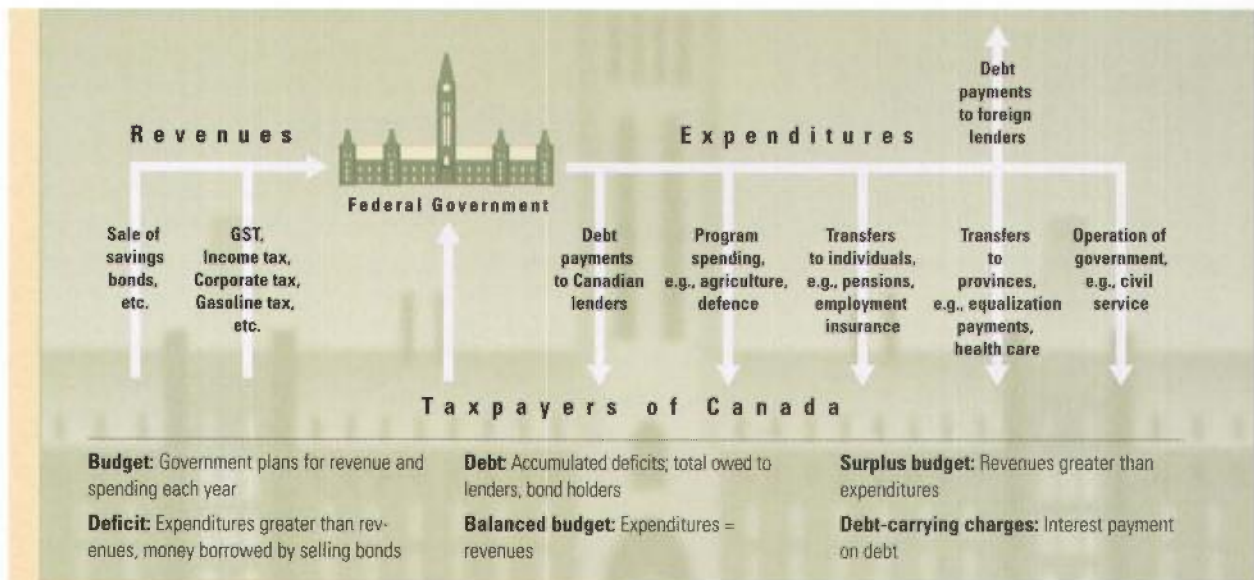 Revenues
Federal Government
Expenditures
Debt
payments
to foreign
lenders
Sale of
savings
bonds,
etc.
GST,
Income tax,
Corporate tax,
Gasoline tax,
etc.
Debt
payments
to Canadian
lenders
Program
spending,
e.g., agriculture,
defence
Transfers
to individuals,
e.g., pensions,
employment
insurance
Transfers
to
provinces,
e.g., equalization
payments,
health care
Operation of
government,
e.g., civil
service
Taxpayers of Canada
Budget: Government plans for revenue and
spending each year
Deficit: Expenditures greater than rev-
enues, money borrowed by selling bonds
Debt: Accumulated deficits; total owed to
lenders, bond holders
Balanced budget: Expenditures =
revenues
Surplus budget: Revenues greater than
expenditures
Debt-carrying charges: Interest payment
on debt